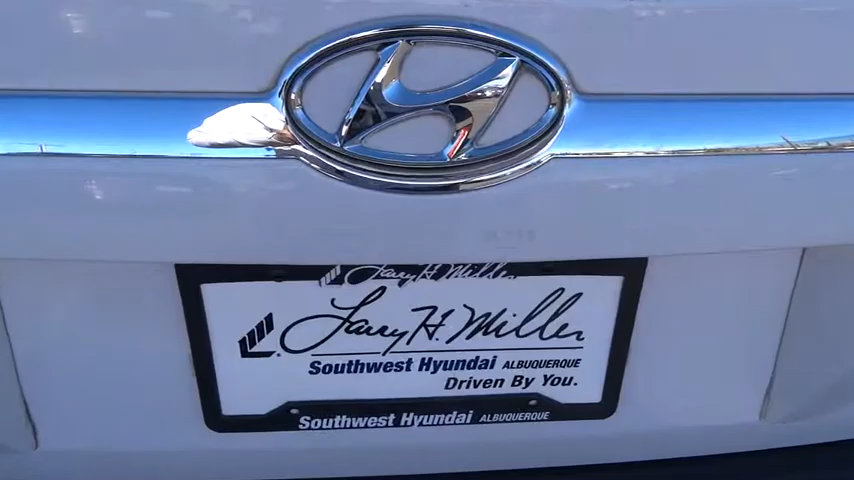 Larry H. Miller
Larry H. Miller
Southwest Hyundai ALBUQUERQUE
Driven By You.
Southwest Hyundai ALBUQUERQUE